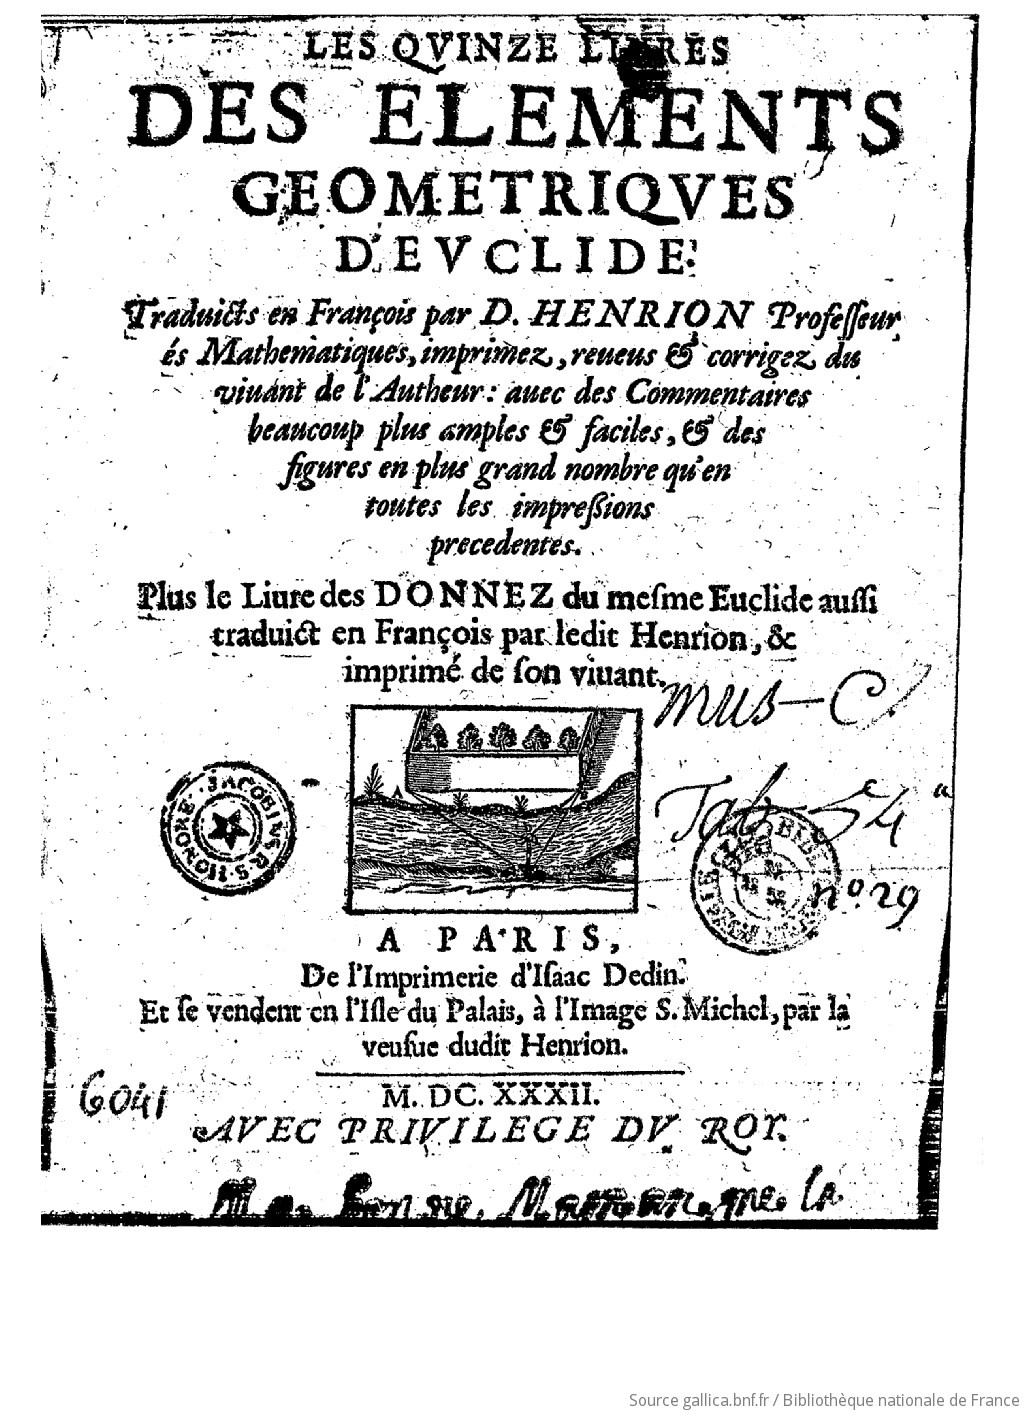 LES QVINZE LIVRES
DES ELEMENTS
GEOMETRIQVES
D'EVCLIDE:
Traduicts en François par D. HENRION Professeur
és Mathematiques, imprimez, reueus & corrigez du
viuant de l'Autheur: auec des Commentaires
beaucoup plus amples & faciles, & des
figures en plus grand nombre qu'en
toutes les impreſsions
precedentes.
Plus le Liure des DONNEZ du meſme Euclide auſſi
traduict en François par ledit Henrion, &
imprimé de ſon viuant.
mus-C
JACOBINOR. S. HONORE
Tab 54
nº. 29
A PARIS,
De l'Imprimerie d'Iſaac Dedin.
Et ſe vendent en l'Iſle du Palais, à l'Image S. Michel, par la
veufue dudit Henrion.
6041
M. DC. XXXII.
AVEC PRIVILEGE DV ROY.
la
Source gallica.bnf.fr / Bibliothèque nationale de France